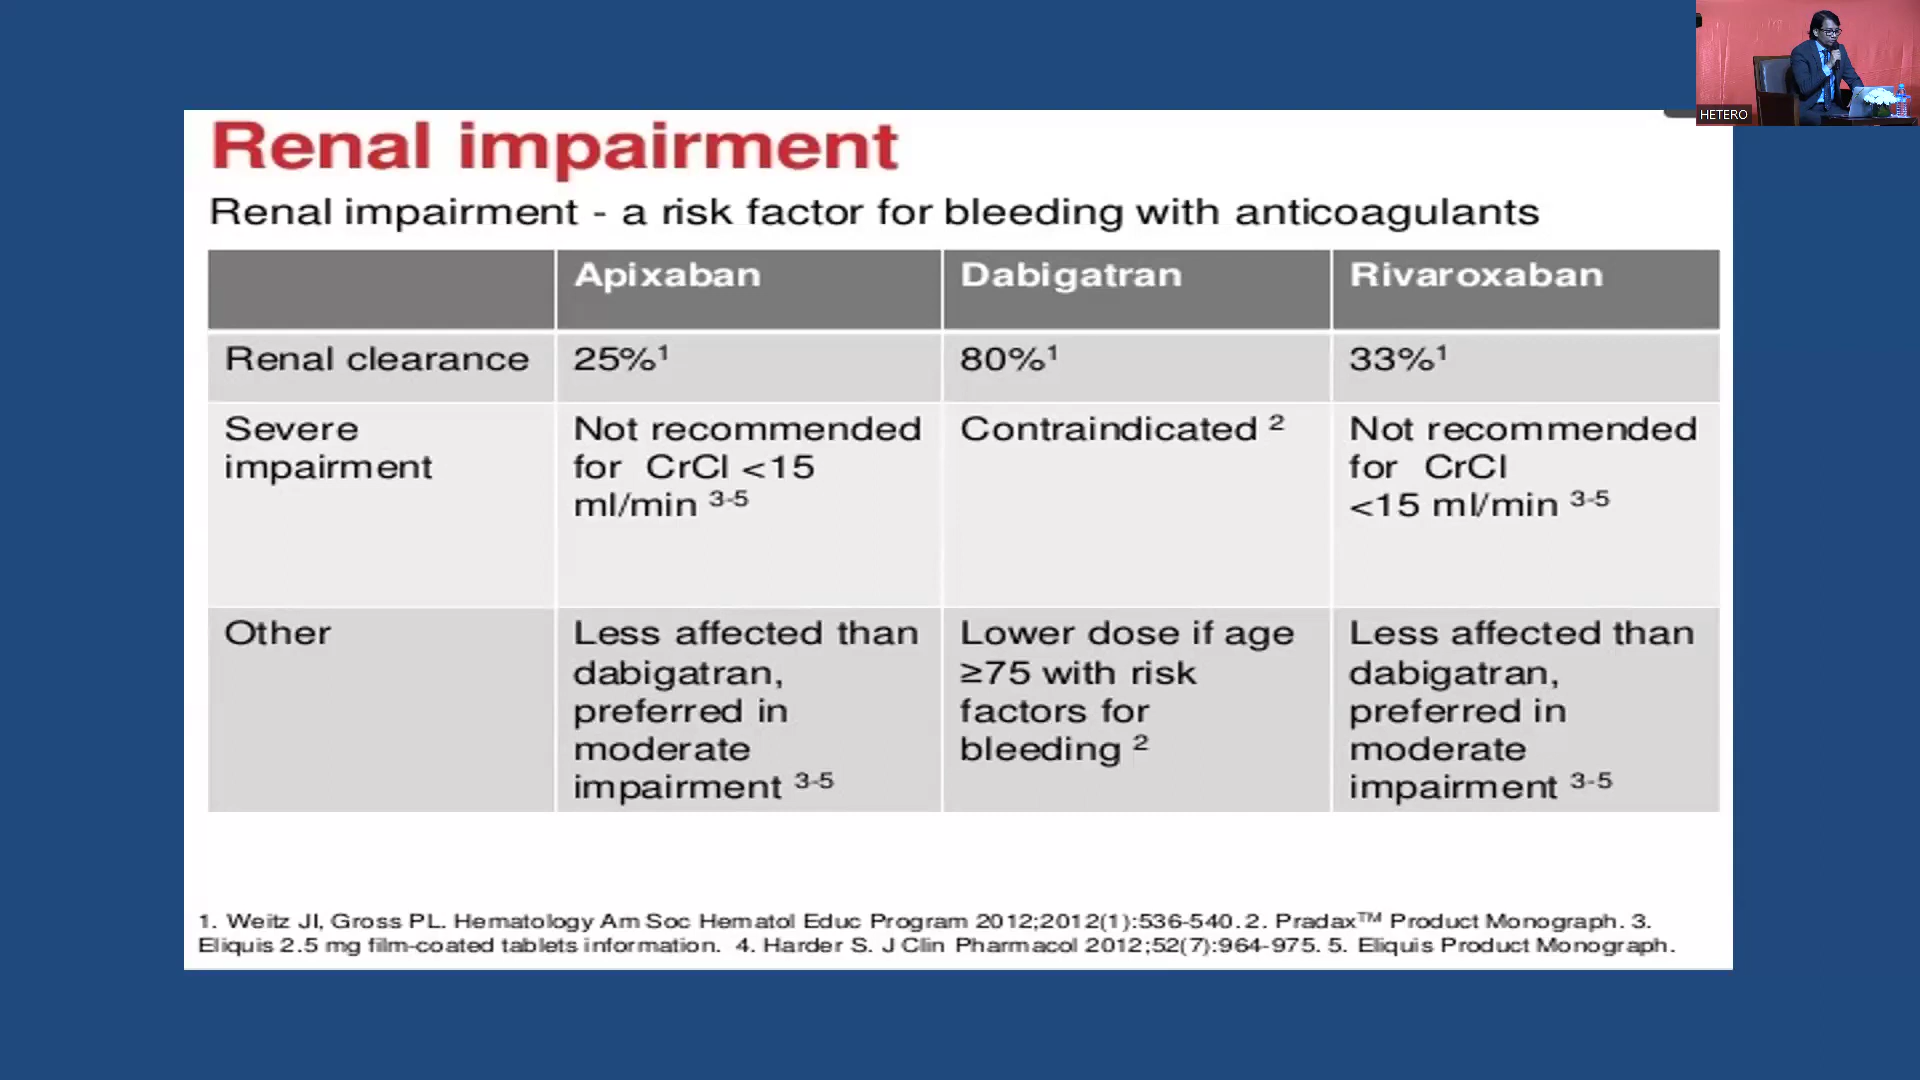 HETERO
Renal impairment
Renal impairment - a risk factor for bleeding with anticoagulants
Apixaban Dabigatran Rivaroxaban
Renal clearance 25%¹ 80%¹ 33%¹
Severe impairment
Not recommended
for CrCl <15
ml/min ³⁻⁵
Contraindicated ²
Not recommended
for CrCl
<15 ml/min ³⁻⁵
Other
Less affected than
dabigatran,
preferred in
moderate
impairment ³⁻⁵
Lower dose if age
≥75 with risk
factors for
bleeding ²
Less affected than
dabigatran,
preferred in
moderate
impairment ³⁻⁵
1. Weitz JI, Gross PL. Hematology Am Soc Hematol Educ Program 2012;2012(1):536-540. 2. Pradax™ Product Monograph. 3.
Eliquis 2.5 mg film-coated tablets information. 4. Harder S. J Clin Pharmacol 2012;52(7):964-975. 5. Eliquis Product Monograph.